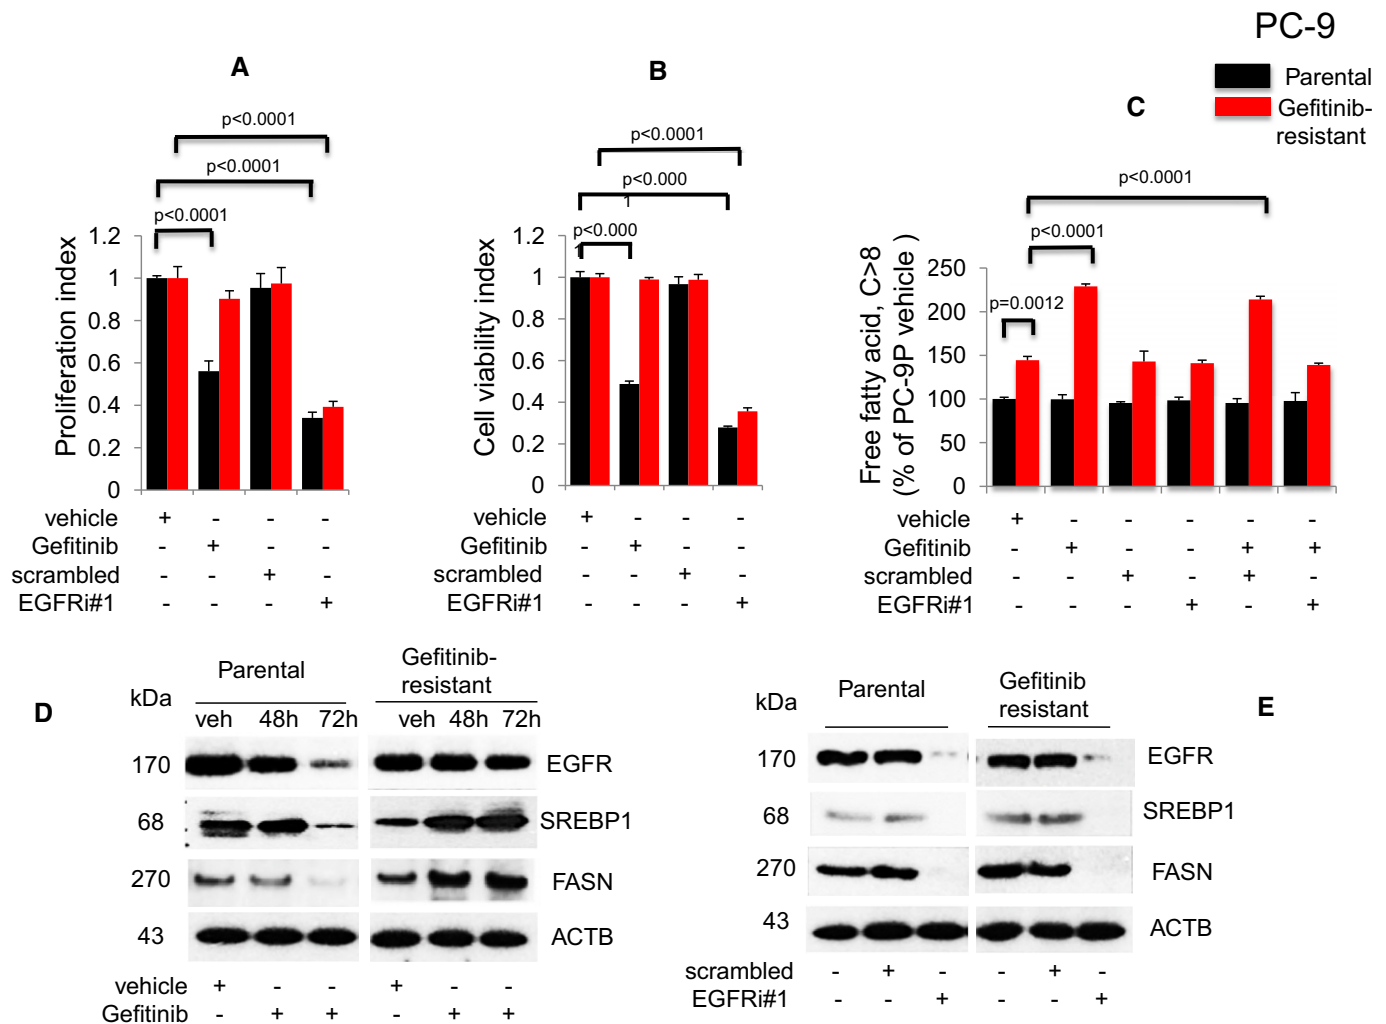 PC-9
Parental
Gefitinib-
resistant
A
p<0.0001
p<0.0001
p<0.0001
Proliferation index
1.2
1
0.8
0.6
0.4
0.2
0
vehicle + - - -
Gefitinib - + - -
scrambled - - + -
EGFRi#1 - - - +
B
p<0.0001
p<0.000
1
p<0.000
1
Cell viability index
1.2
1
0.8
0.6
0.4
0.2
0
vehicle + - - -
Gefitinib - + - -
scrambled - - + -
EGFRi#1 - - - +
C
p<0.0001
p<0.0001
p=0.0012
Free fatty acid, C>8
(% of PC-9P vehicle )
250
200
150
100
50
0
vehicle + - - - - -
Gefitinib - + - - + +
scrambled - - + - + -
EGFRi#1 - - - + - +
D
kDa
Parental
Gefitinib-
resistant
veh 48h 72h veh 48h 72h
170 EGFR
68 SREBP1
270 FASN
43 ACTB
vehicle + - - + - -
Gefitinib - + + - + +
E
kDa
Parental
Gefitinib
resistant
170 EGFR
68 SREBP1
270 FASN
43 ACTB
scrambled - + - - + -
EGFRi#1 - - + - - +